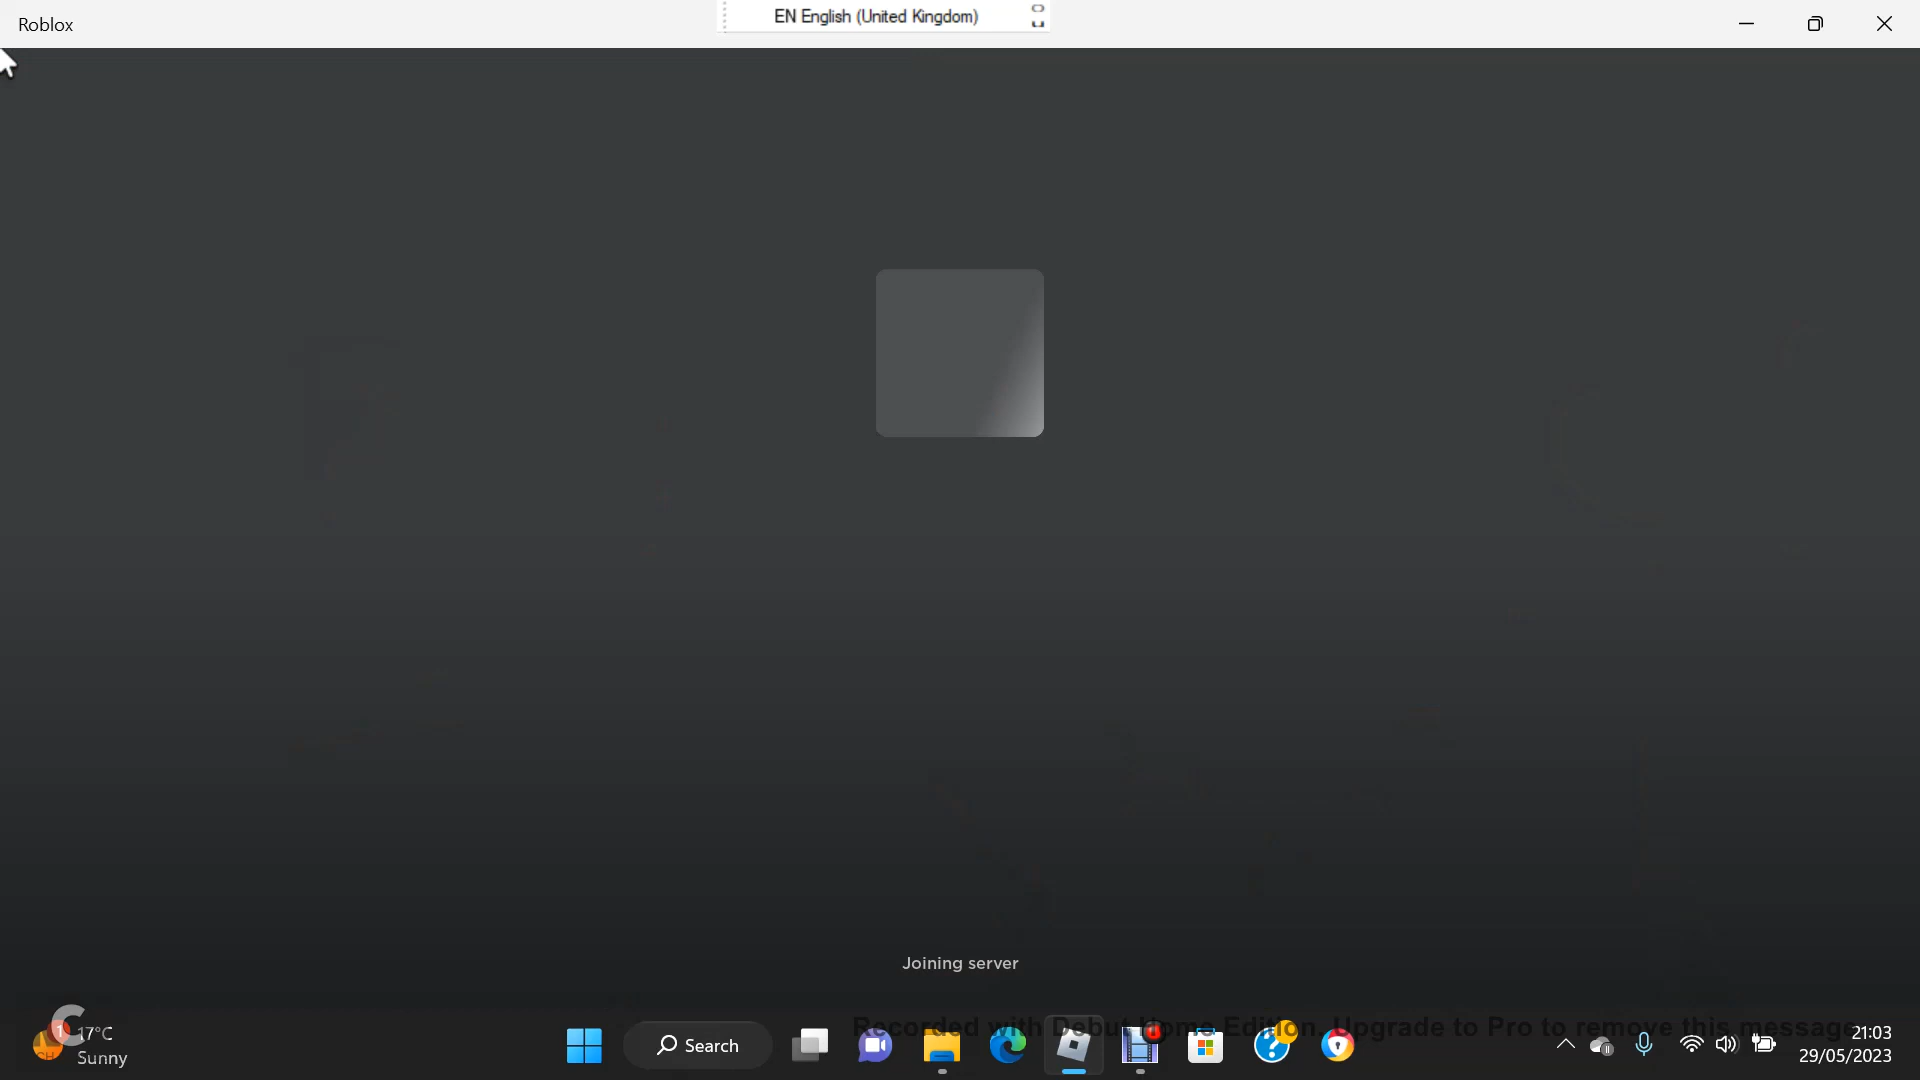 Roblox
EN English (United Kingdom)
Joining server
Recorded with Debut Home Edition. Upgrade to Pro to remove this message
1
17°C
Sunny
Search
21:03
29/05/2023